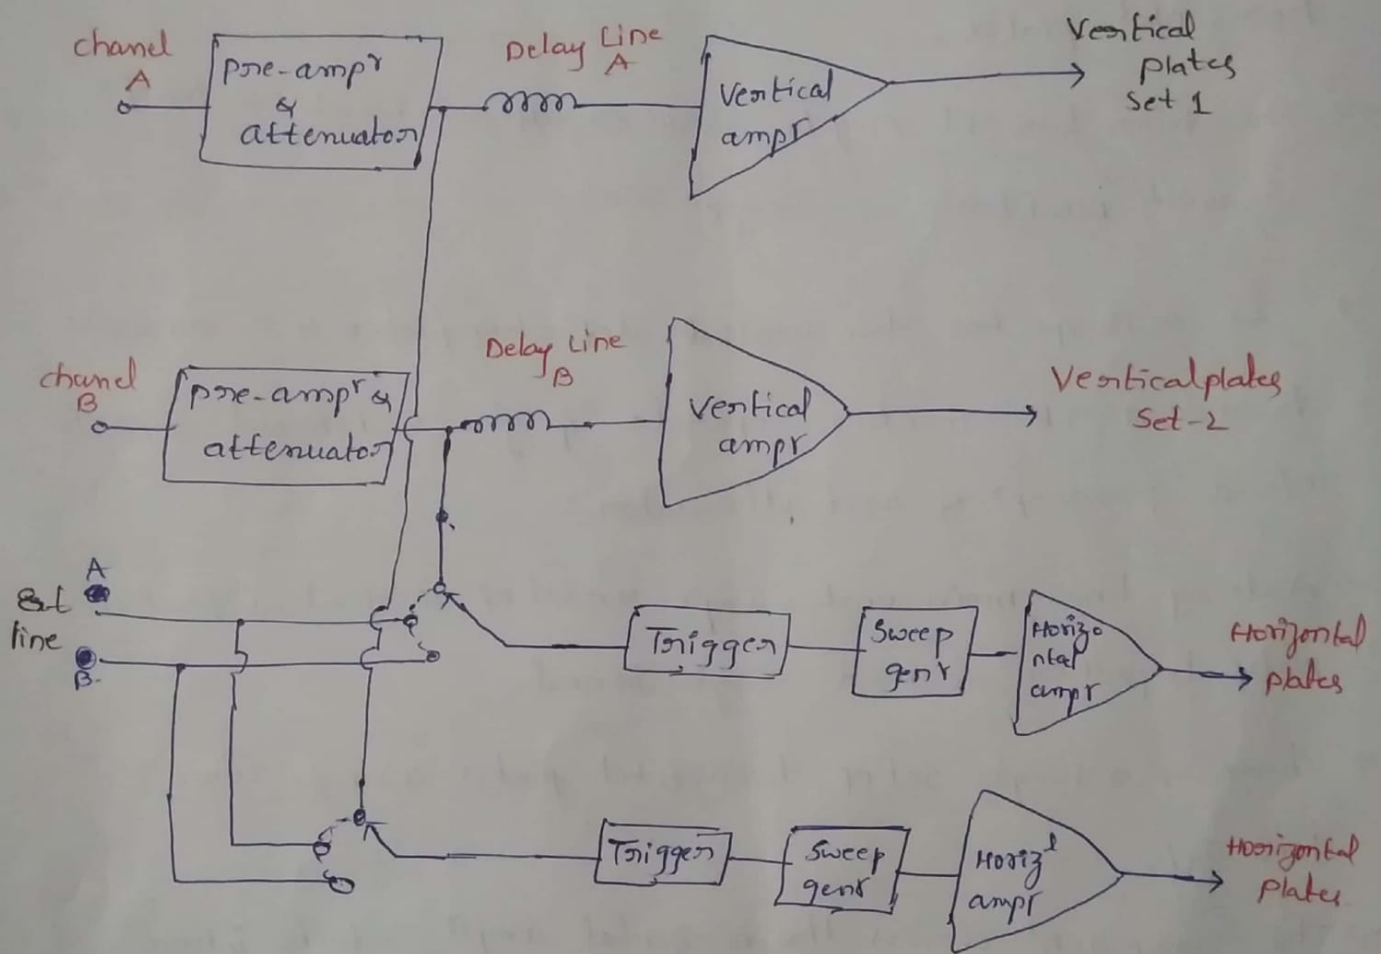 Chanel
A
pre-ampr
&
attenuator
Delay Line
A
Vertical
ampr
Vertical
plates
Set 1
Chanel
B
pre-ampr &
attenuator
Delay Line
B
Vertical
ampr
Vertical plates
Set-2
A
line
B
Trigger
Sweep
genr
Horizo
ntal
ampr
Horizontal
plates
Trigger
Sweep
genr
Horizl
ampr
Horizontal
plates